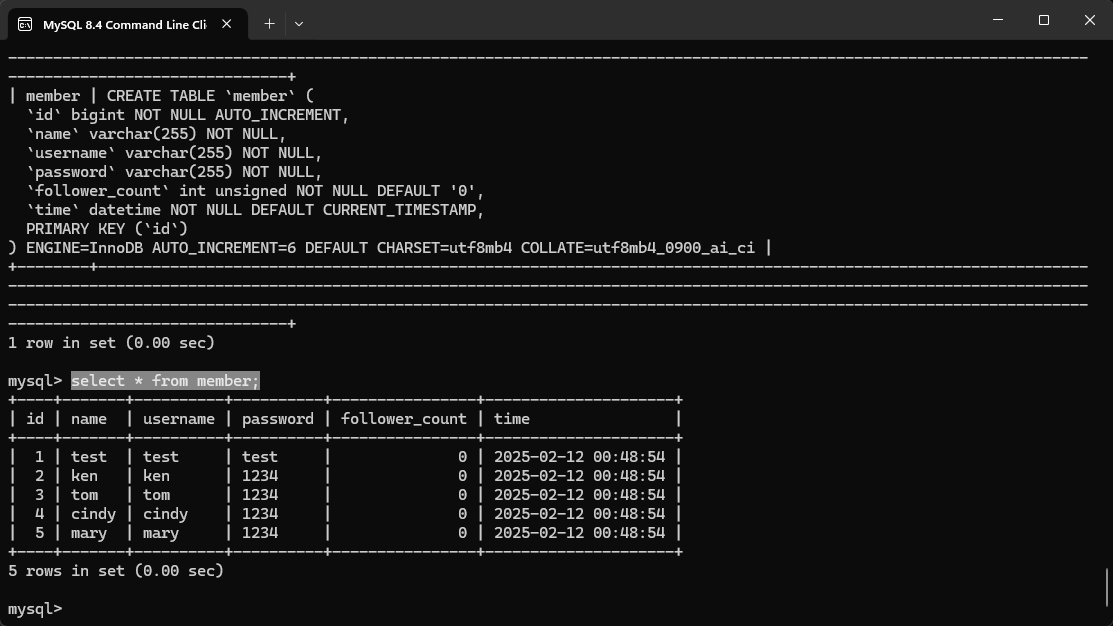 MySQL 8.4 Command Line Cli
----------------------------------------------------------------------------------------------------------------------------
-------------------------------+
| member | CREATE TABLE `member` (
  `id` bigint NOT NULL AUTO_INCREMENT,
  `name` varchar(255) NOT NULL,
  `username` varchar(255) NOT NULL,
  `password` varchar(255) NOT NULL,
  `follower_count` int unsigned NOT NULL DEFAULT '0',
  `time` datetime NOT NULL DEFAULT CURRENT_TIMESTAMP,
  PRIMARY KEY (`id`)
) ENGINE=InnoDB AUTO_INCREMENT=6 DEFAULT CHARSET=utf8mb4 COLLATE=utf8mb4_0900_ai_ci |
+--------+--------------------------------------------------------------------------------------------------------------
------------------------------------------------------------------------------------------------------------------------
------------------------------------------------------------------------------------------------------------------------
-------------------------------+
1 row in set (0.00 sec)
mysql> select * from member;
+----+-------+----------+----------+----------------+---------------------+
| id | name  | username | password | follower_count | time                |
+----+-------+----------+----------+----------------+---------------------+
|  1 | test  | test     | test     |              0 | 2025-02-12 00:48:54 |
|  2 | ken   | ken      | 1234     |              0 | 2025-02-12 00:48:54 |
|  3 | tom   | tom      | 1234     |              0 | 2025-02-12 00:48:54 |
|  4 | cindy | cindy    | 1234     |              0 | 2025-02-12 00:48:54 |
|  5 | mary  | mary     | 1234     |              0 | 2025-02-12 00:48:54 |
+----+-------+----------+----------+----------------+---------------------+
5 rows in set (0.00 sec)
mysql>